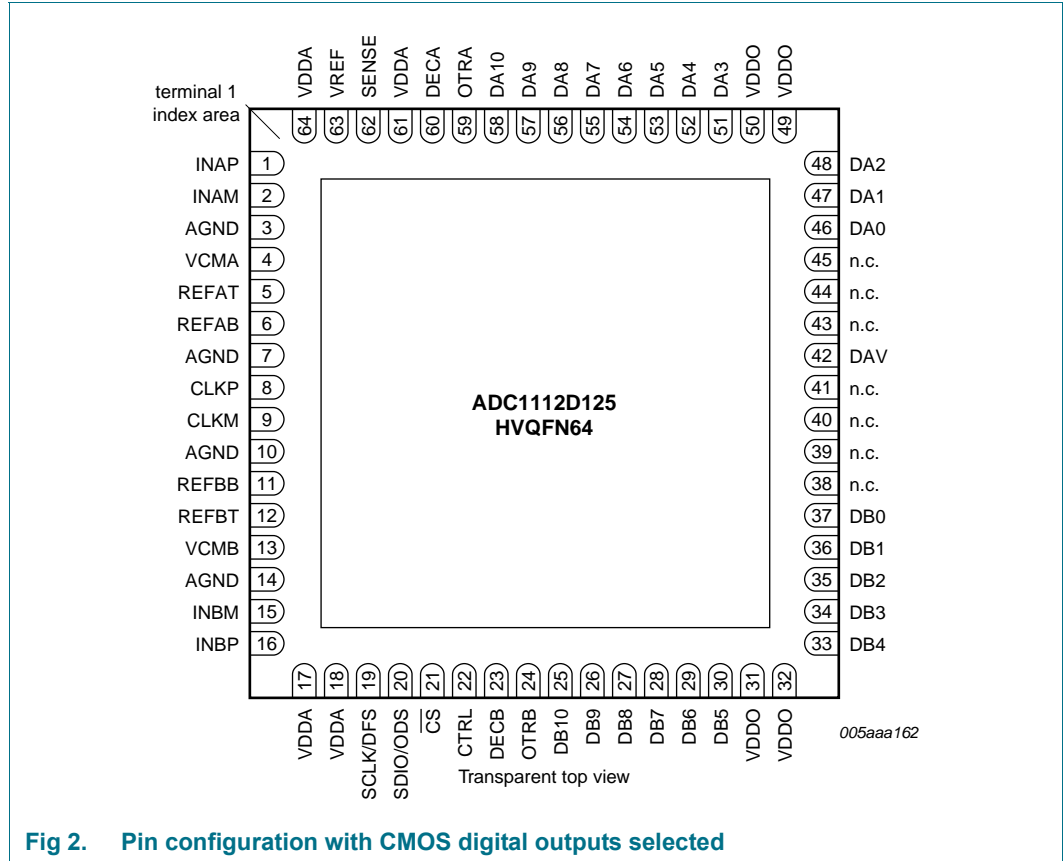 VDDA VREF SENSE VDDA DECA OTRA DA10 DA9 DA8 DA7 DA6 DA5 DA4 DA3 VDDO VDDO
terminal 1
index area
64 63 62 61 60 59 58 57 56 55 54 53 52 51 50 49
INAP 1 48 DA2
INAM 2 47 DA1
AGND 3 46 DA0
VCMA 4 45 n.c.
REFAT 5 44 n.c.
REFAB 6 43 n.c.
AGND 7 42 DAV
CLKP 8 41 n.c.
ADC1112D125
CLKM 9 40 n.c.
HVQFN64
AGND 10 39 n.c.
REFBB 11 38 n.c.
REFBT 12 37 DB0
VCMB 13 36 DB1
AGND 14 35 DB2
INBM 15 34 DB3
INBP 16 33 DB4
17 18 19 20 21 22 23 24 25 26 27 28 29 30 31 32
VDDA VDDA SCLK/DFS SDIO/ODS CS CTRL DECB OTRB DB10 DB9 DB8 DB7 DB6 DB5 VDDO VDDO
005aaa162
Transparent top view
Fig 2. Pin configuration with CMOS digital outputs selected